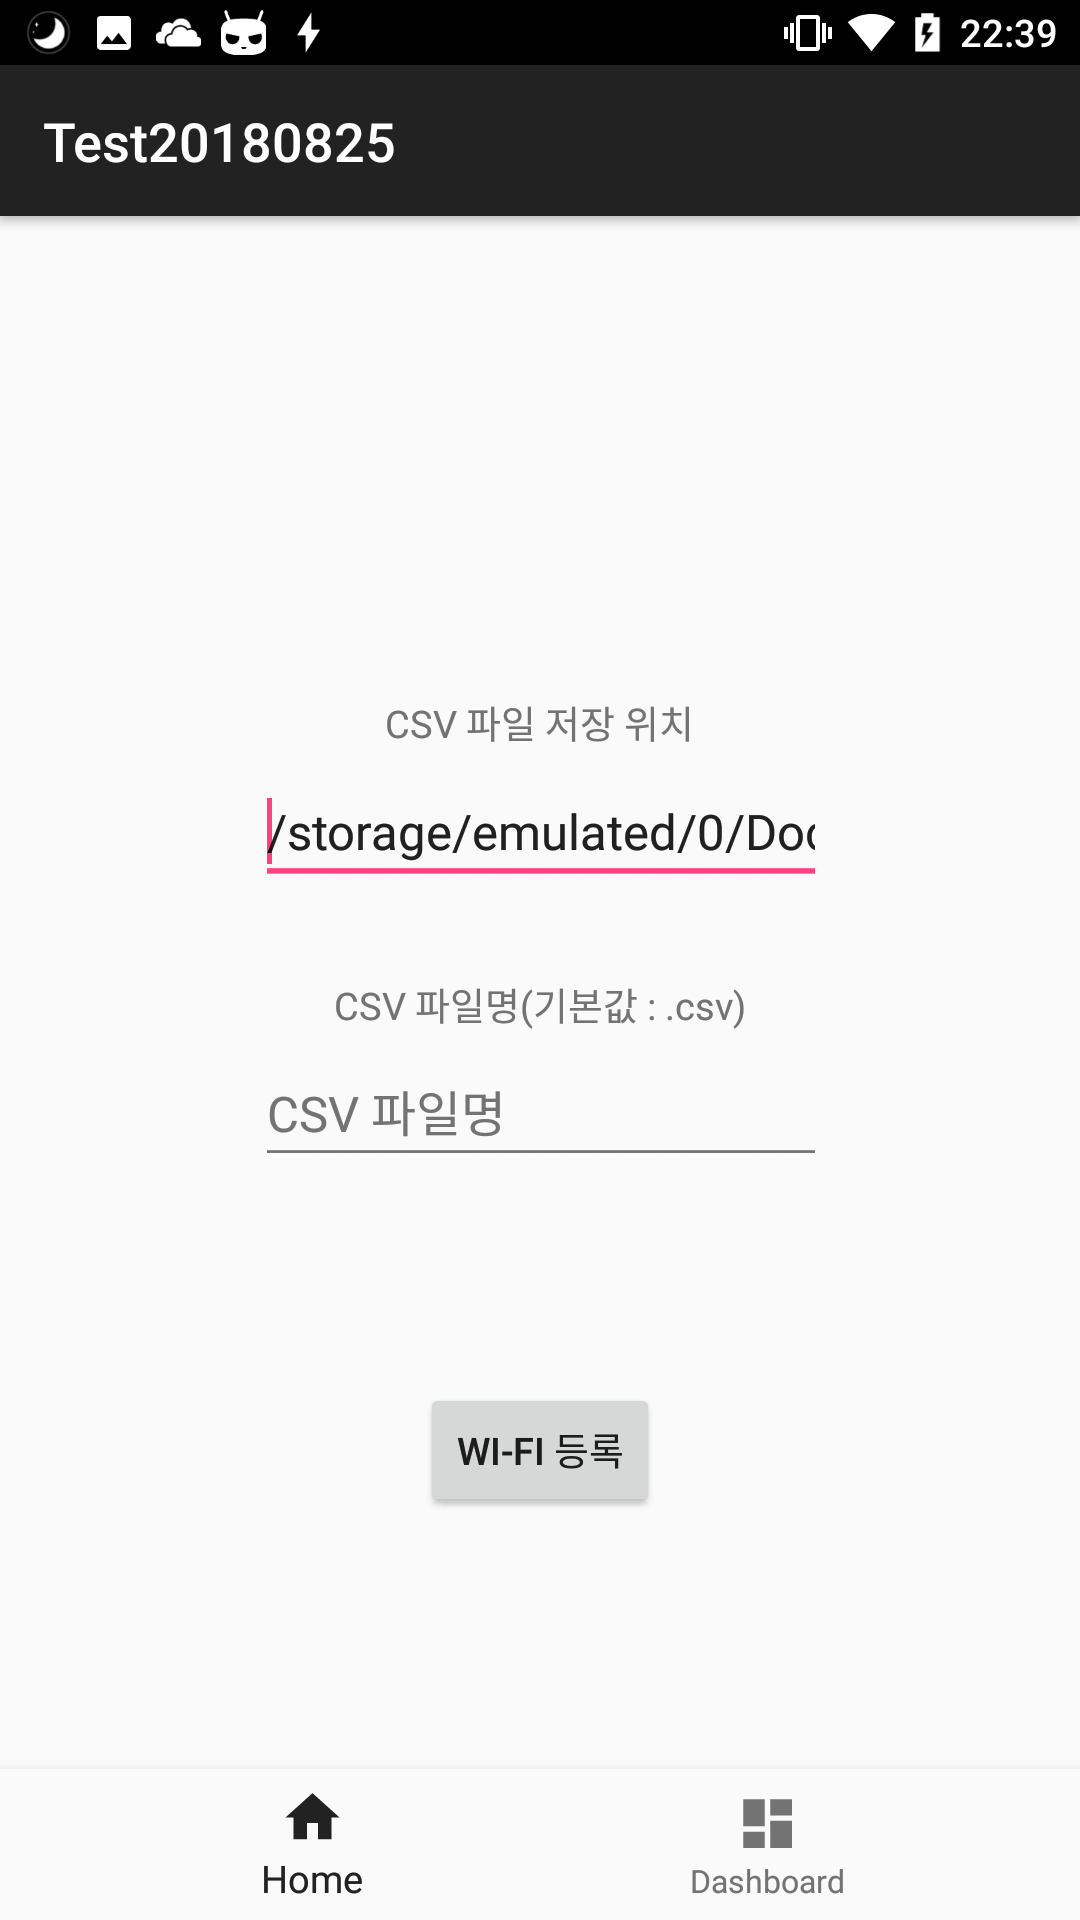 22:39
Test20180825
CSV 파일 저장 위치
/storage/emulated/0/Doc
CSV 파일명(기본값 : .csv)
CSV 파일명
WI-FI 등록
Home
Dashboard